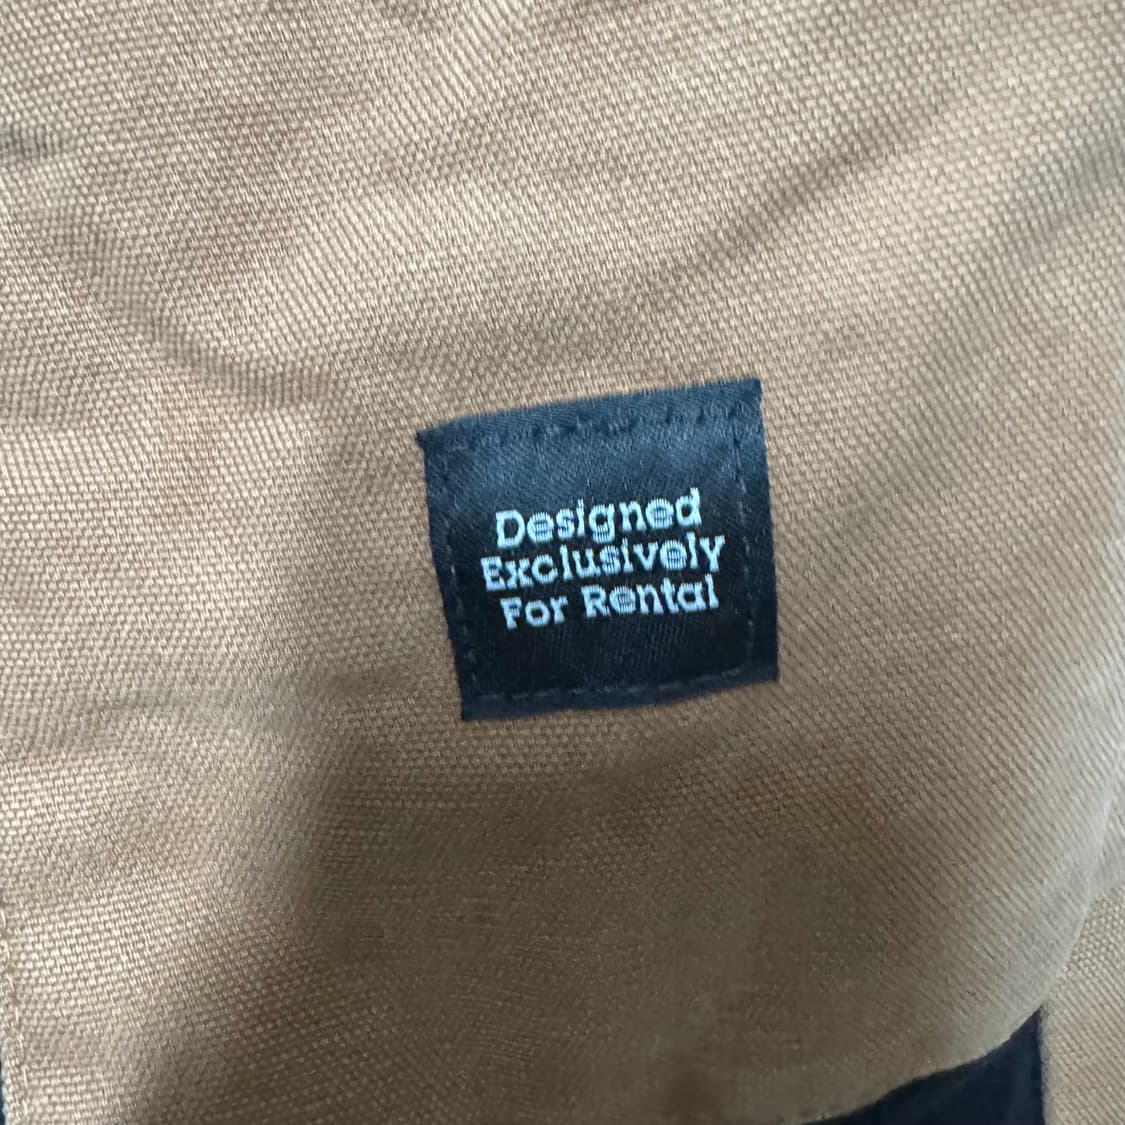 Designed
Exclusively
For Rental